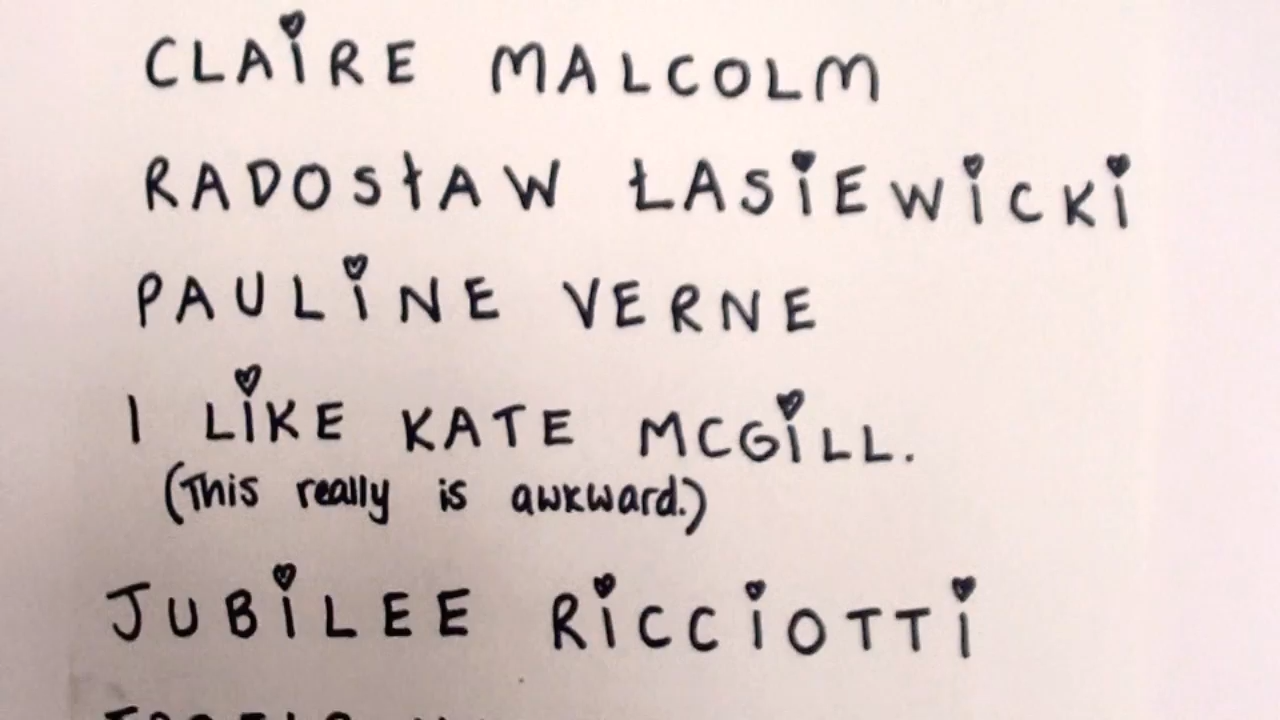 CLAiRE MALCOLM
RADOSłAW ŁASiEWiCKi
PAULiNE VERNE
I LiKE KATE MCGiLL.
(This really is awkward.)
JUBiLEE RiCCiOTTi